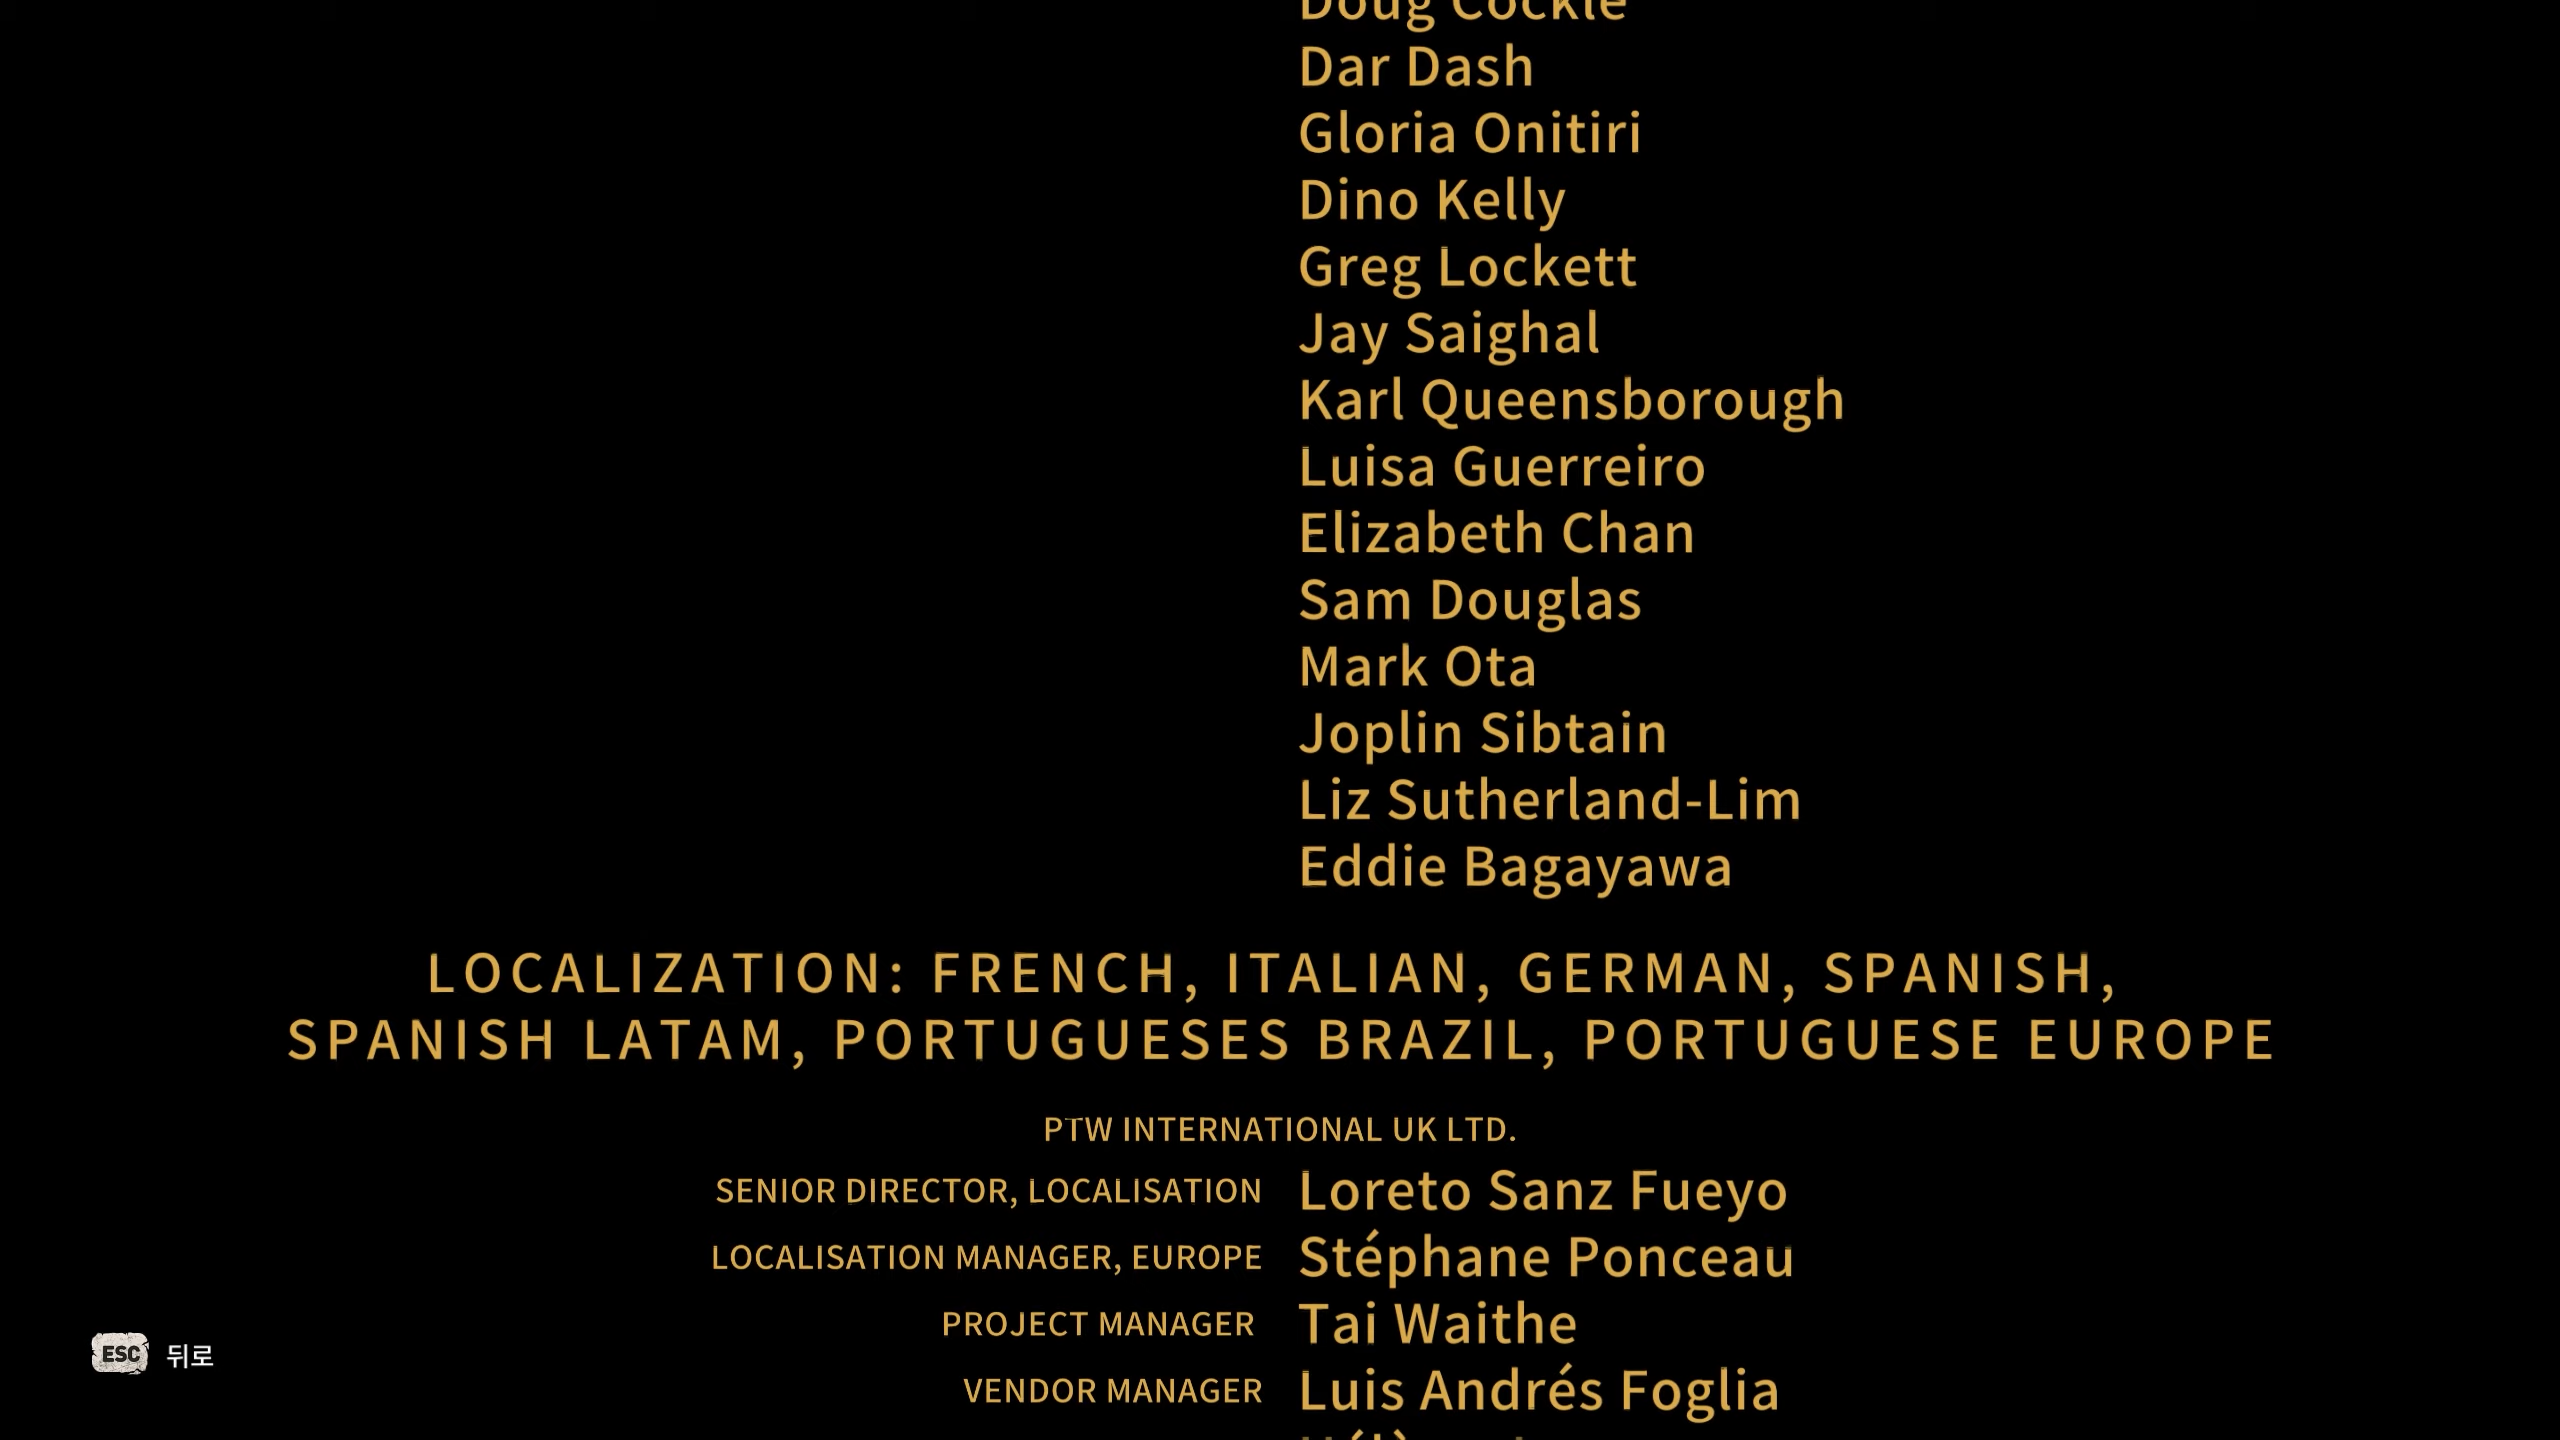 Doug Cockle
Dar Dash
Gloria Onitiri
Dino Kelly
Greg Lockett
Jay Saighal
Karl Queensborough
Luisa Guerreiro
Elizabeth Chan
Sam Douglas
Mark Ota
Joplin Sibtain
Liz Sutherland-Lim
Eddie Bagayawa
LOCALIZATION: FRENCH, ITALIAN, GERMAN, SPANISH,
SPANISH LATAM, PORTUGUESES BRAZIL, PORTUGUESE EUROPE
PTW INTERNATIONAL UK LTD.
SENIOR DIRECTOR, LOCALISATION Loreto Sanz Fueyo
LOCALISATION MANAGER, EUROPE Stéphane Ponceau
PROJECT MANAGER Tai Waithe
VENDOR MANAGER Luis Andrés Foglia
ESC 뒤로